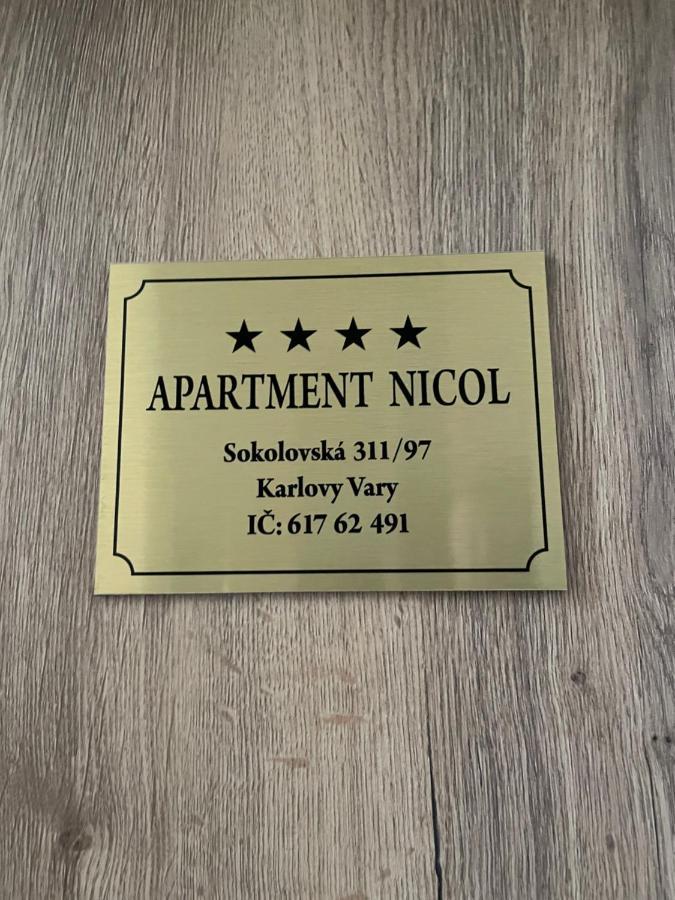 ★ ★ ★ ★
APARTMENT NICOL
Sokolovská 311/97
Karlovy Vary
IČ: 617 62 491